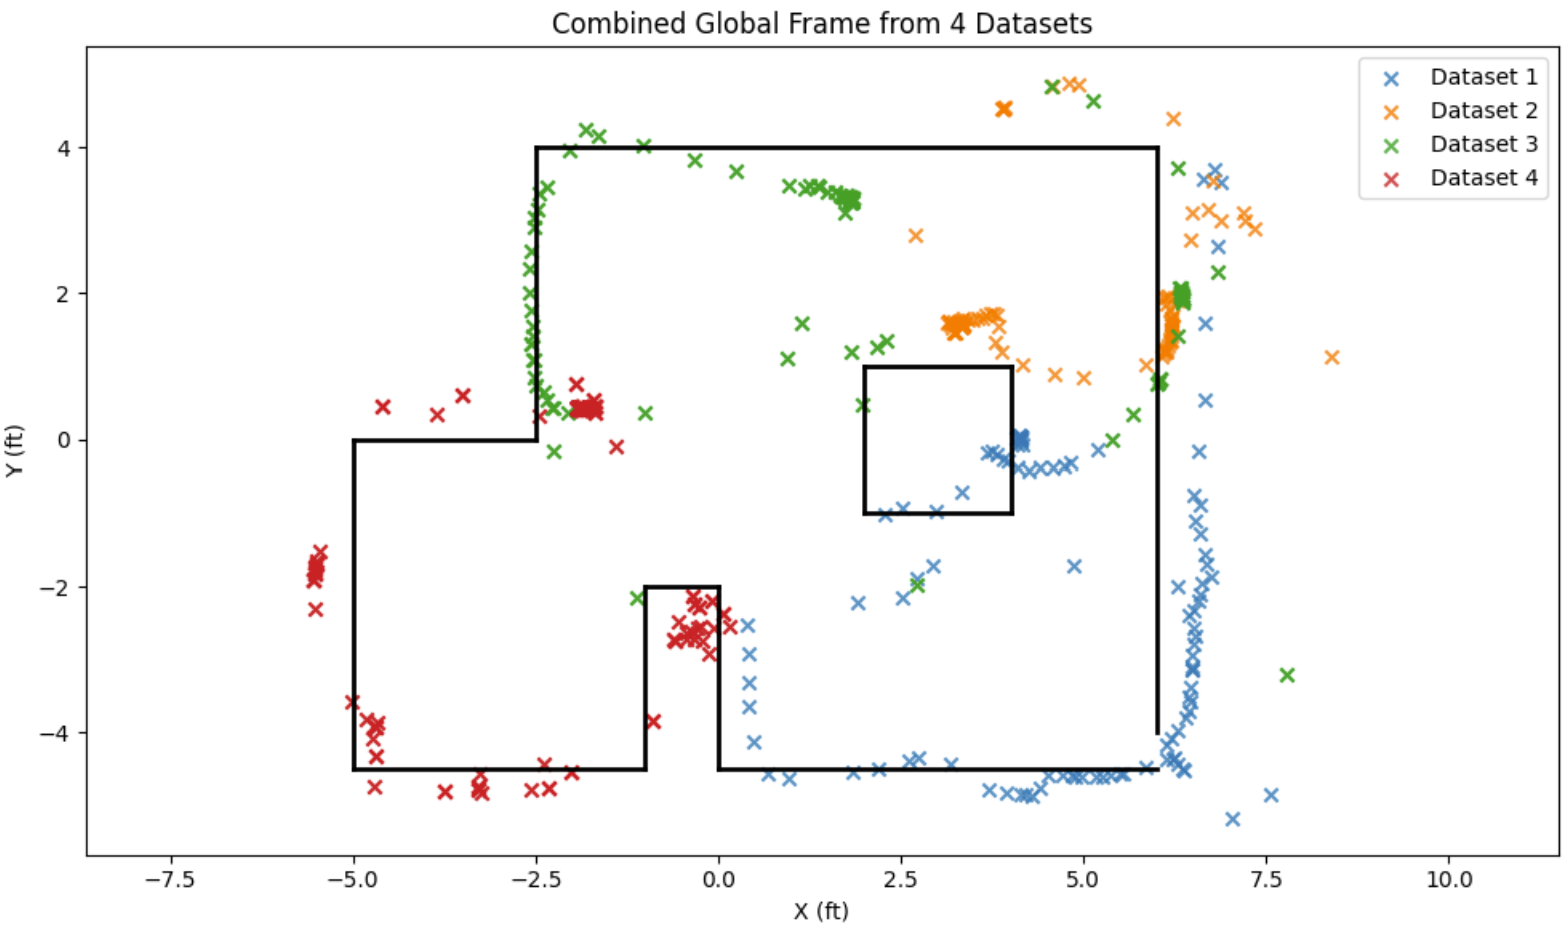 Combined Global Frame from 4 Datasets
Dataset 1
Dataset 2
Dataset 3
Dataset 4
4
2
0
−2
−4
Y (ft)
−7.5 −5.0 −2.5 0.0 2.5 5.0 7.5 10.0
X (ft)